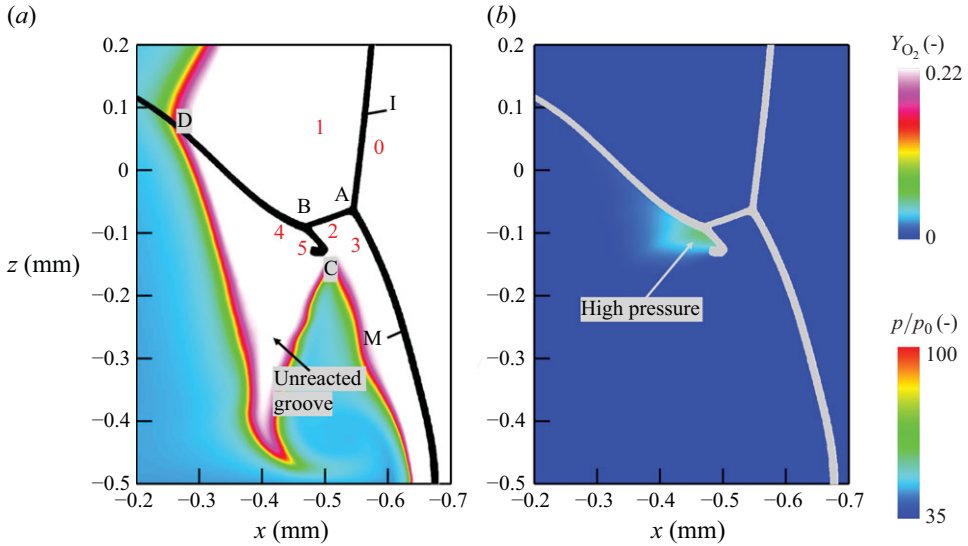 (a)
(b)
0.2
0.1
0
−0.1
−0.2
−0.3
−0.4
−0.5
z (mm)
D
1
I
0
B
A
4
2
5
3
C
M
Unreacted
groove
−0.2 −0.3 −0.4 −0.5 −0.6 −0.7
x (mm)
0.2
0.1
0
−0.1
−0.2
−0.3
−0.4
−0.5
High pressure
−0.2 −0.3 −0.4 −0.5 −0.6 −0.7
x (mm)
Y_O₂ (-)
0.22
0
p/p₀ (-)
100
35